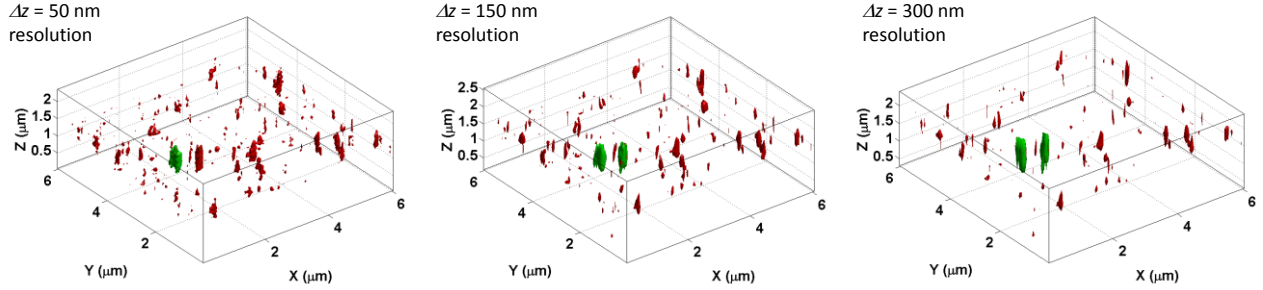 Δz = 50 nm
resolution
2
1.5
1
0.5
Z (μm)
6
4
2
Y (μm)
2
4
6
X (μm)
Δz = 150 nm
resolution
2.5
2
1.5
1
0.5
Z (μm)
6
4
2
Y (μm)
2
4
6
X (μm)
Δz = 300 nm
resolution
2
1.5
1
0.5
Z (μm)
6
4
2
Y (μm)
2
4
6
X (μm)